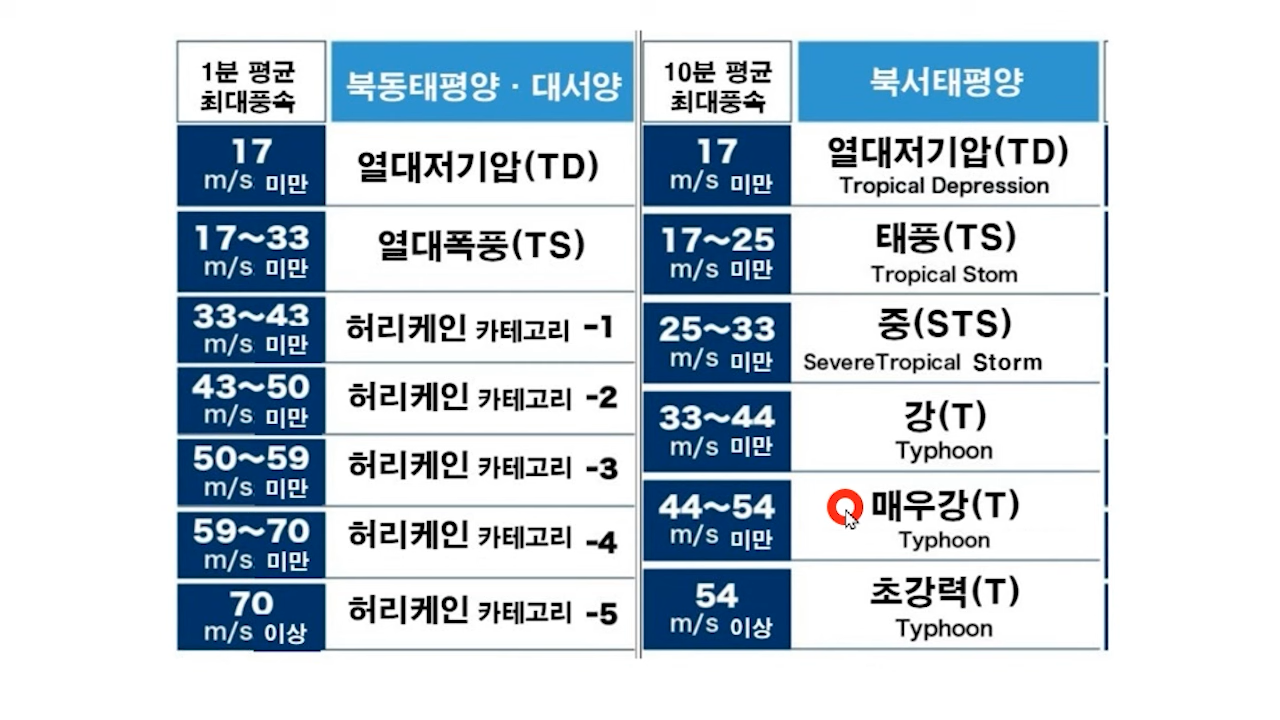 1분 평균
최대풍속
북동태평양 · 대서양
17
m/s 미만
열대저기압(TD)
17~33
m/s 미만
열대폭풍(TS)
33~43
m/s 미만
허리케인 카테고리 -1
43~50
m/s 미만
허리케인 카테고리 -2
50~59
m/s 미만
허리케인 카테고리 -3
59~70
m/s 미만
허리케인 카테고리 -4
70
m/s 이상
허리케인 카테고리 -5
10분 평균
최대풍속
북서태평양
17
m/s 미만
열대저기압(TD)
Tropical Depression
17~25
m/s 미만
태풍(TS)
Tropical Stom
25~33
m/s 미만
중(STS)
SevereTropical Storm
33~44
m/s 미만
강(T)
Typhoon
44~54
m/s 미만
매우강(T)
Typhoon
54
m/s 이상
초강력(T)
Typhoon